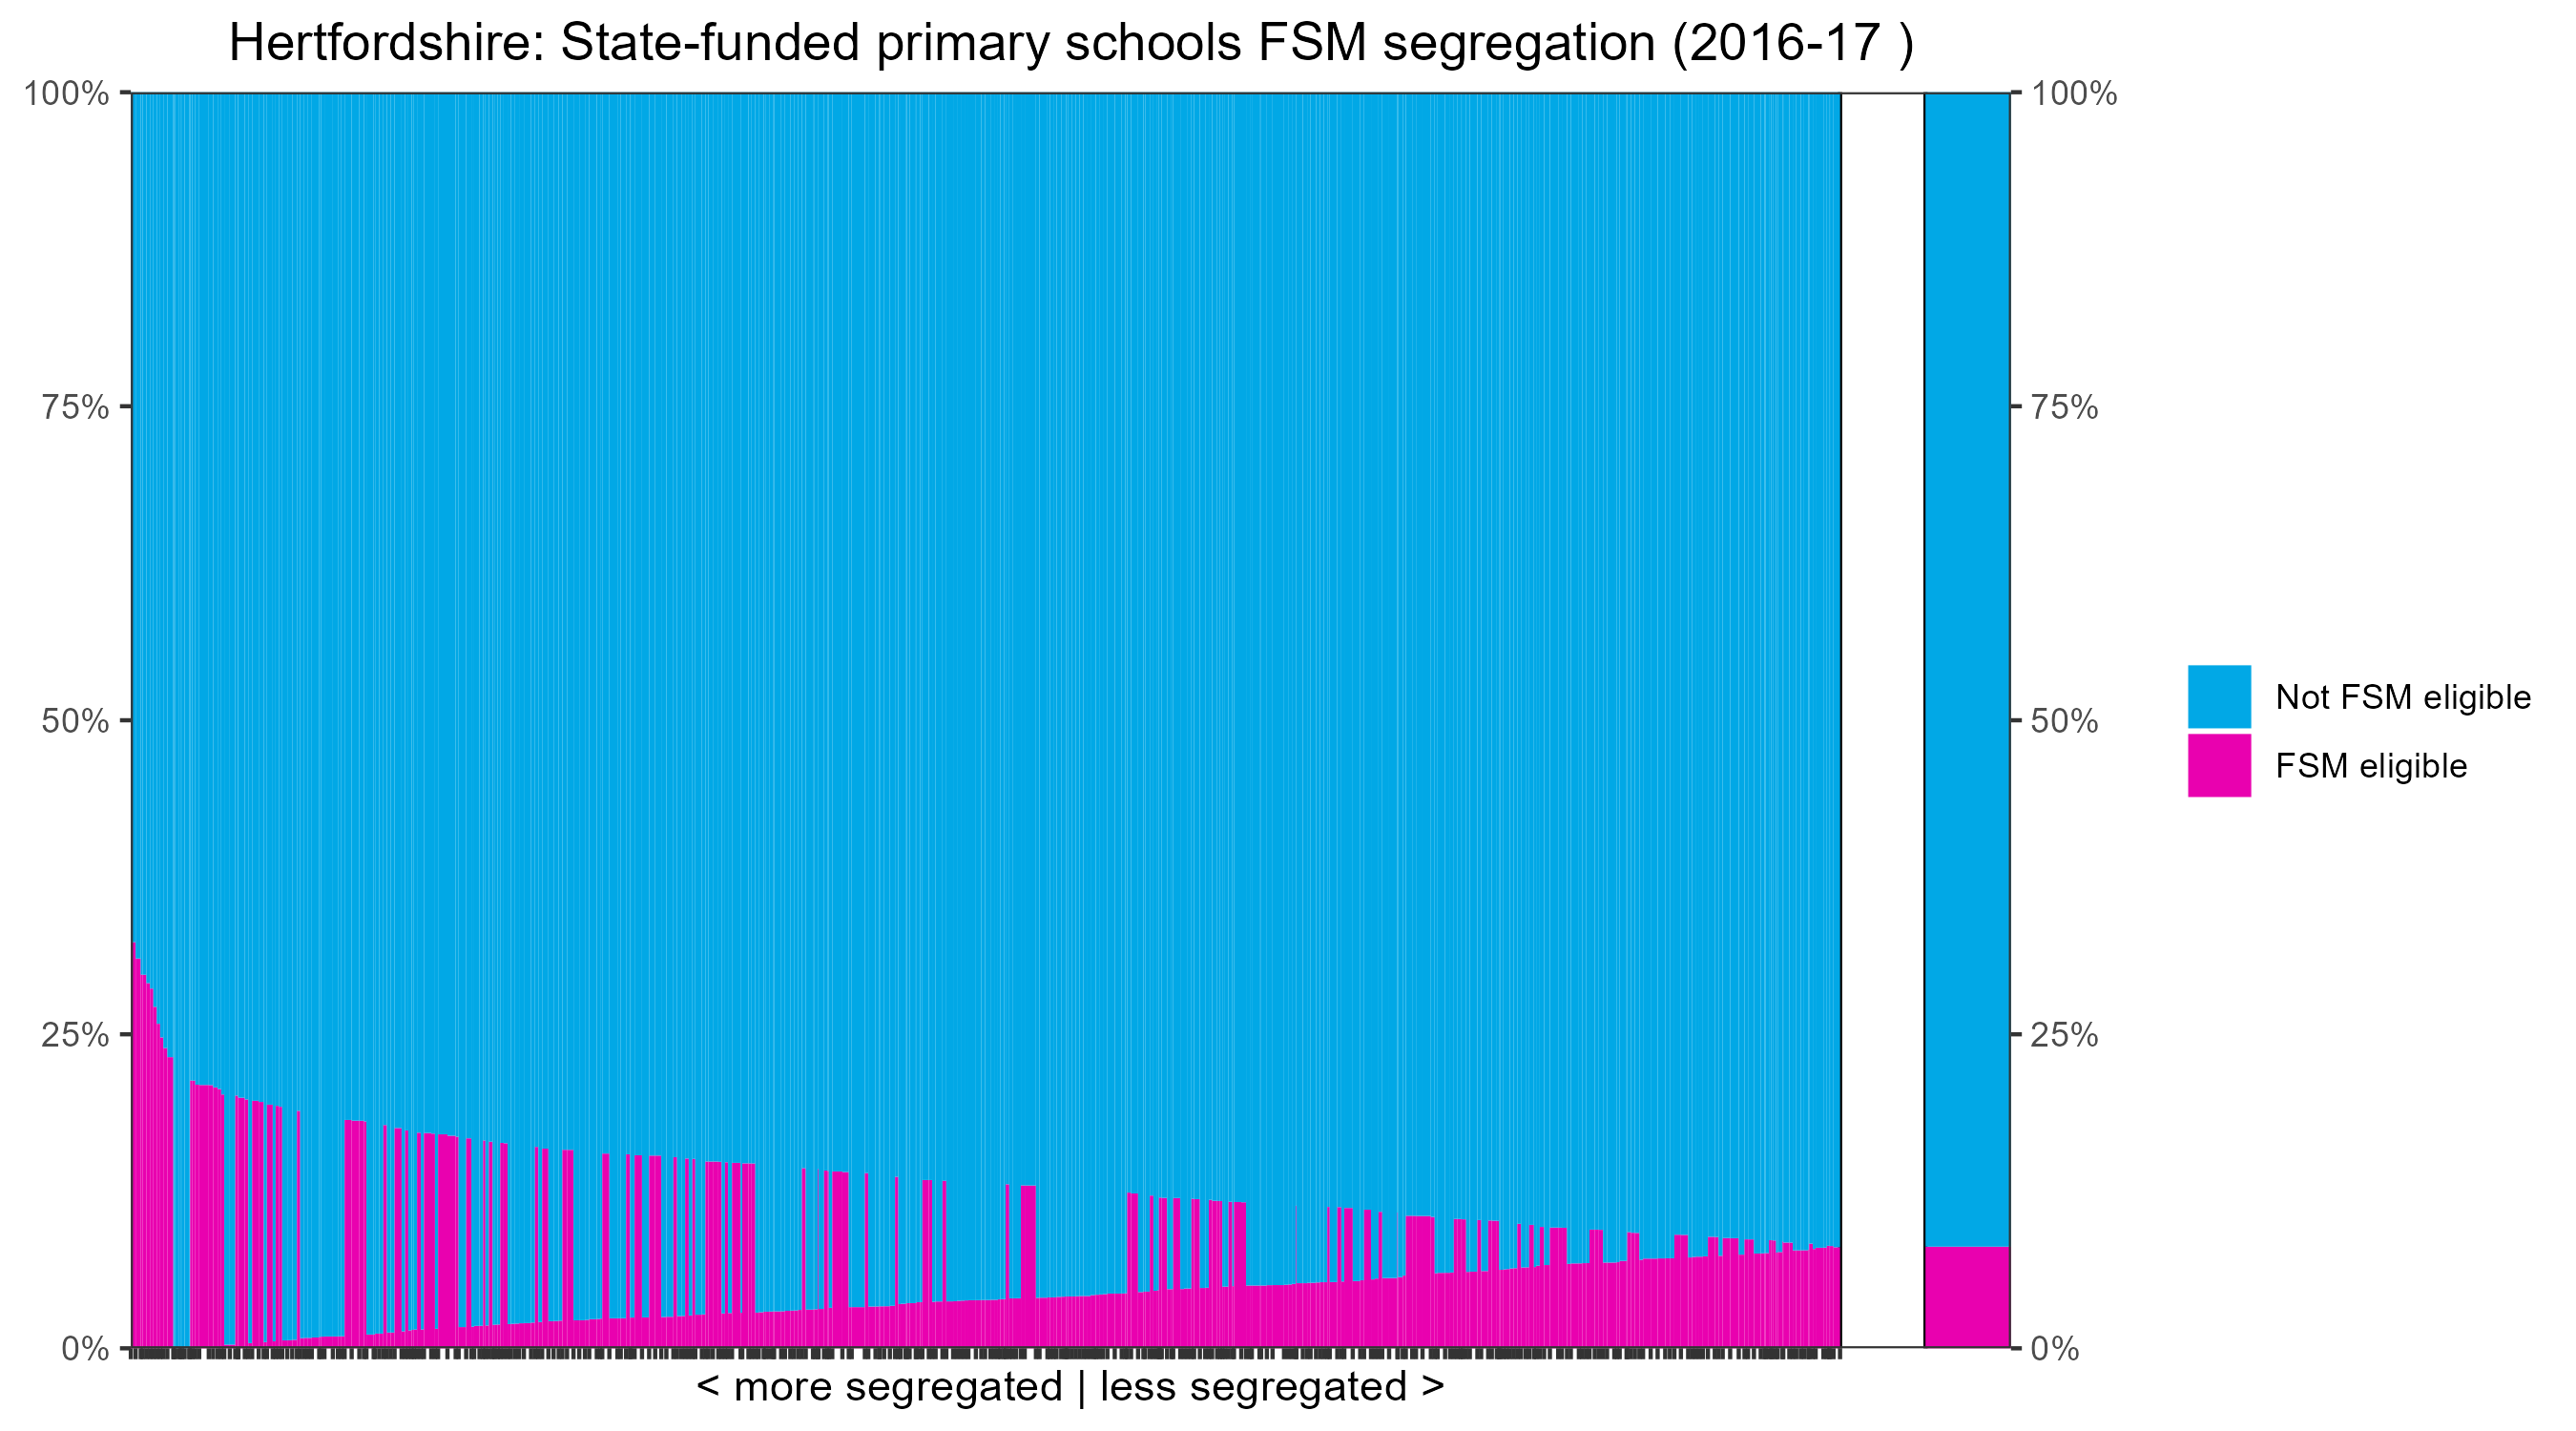 Hertfordshire: State-funded primary schools FSM segregation (2016-17 )
100%
75%
50%
25%
0%
100%
75%
50%
25%
0%
Not FSM eligible
FSM eligible
< more segregated | less segregated >